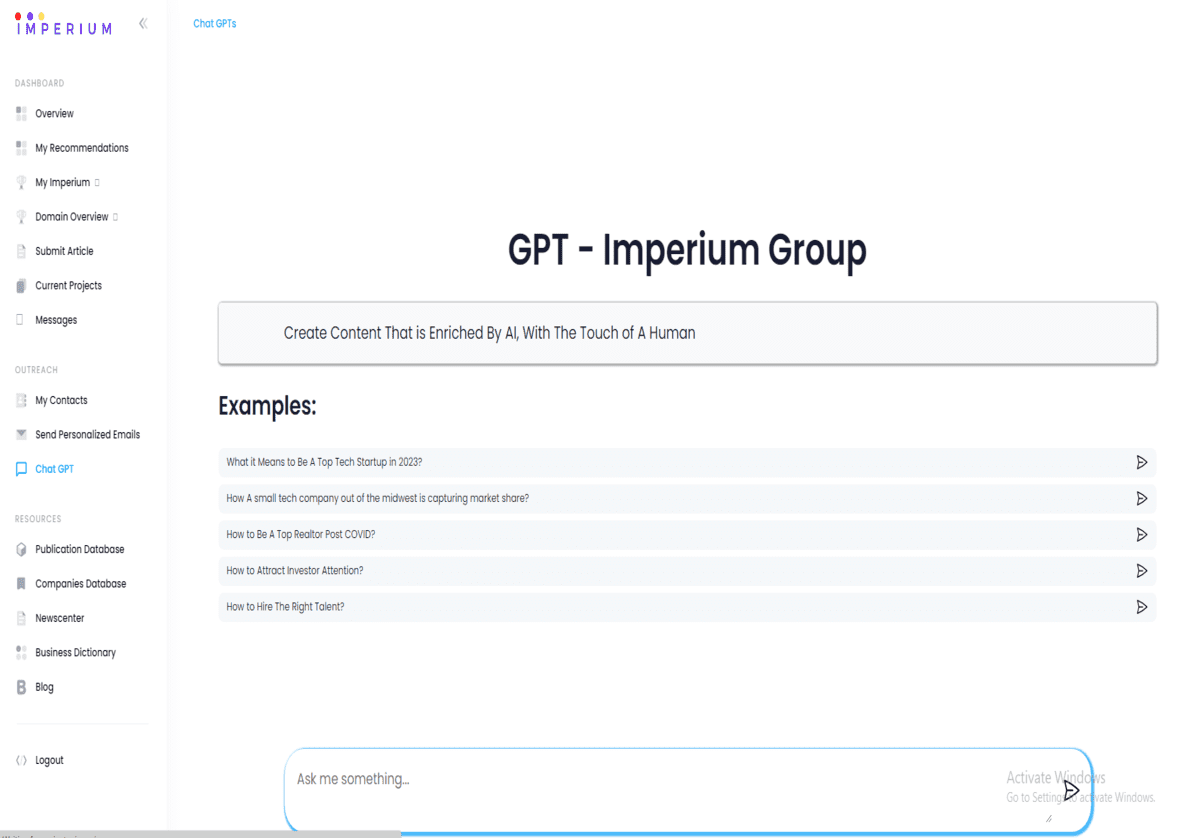 IMPERIUM
Chat GPTs
DASHBOARD
Overview
My Recommendations
My Imperium
Domain Overview
Submit Article
Current Projects
Messages
OUTREACH
My Contacts
Send Personalized Emails
Chat GPT
RESOURCES
Publication Database
Companies Database
Newscenter
Business Dictionary
Blog
Logout
GPT - Imperium Group
Create Content That is Enriched By AI, With The Touch of A Human
Examples:
What it Means to Be A Top Tech Startup in 2023?
How A small tech company out of the midwest is capturing market share?
How to Be A Top Realtor Post COVID?
How to Attract Investor Attention?
How to Hire The Right Talent?
Ask me something...
Activate Windows
Go to Settings to activate Windows.